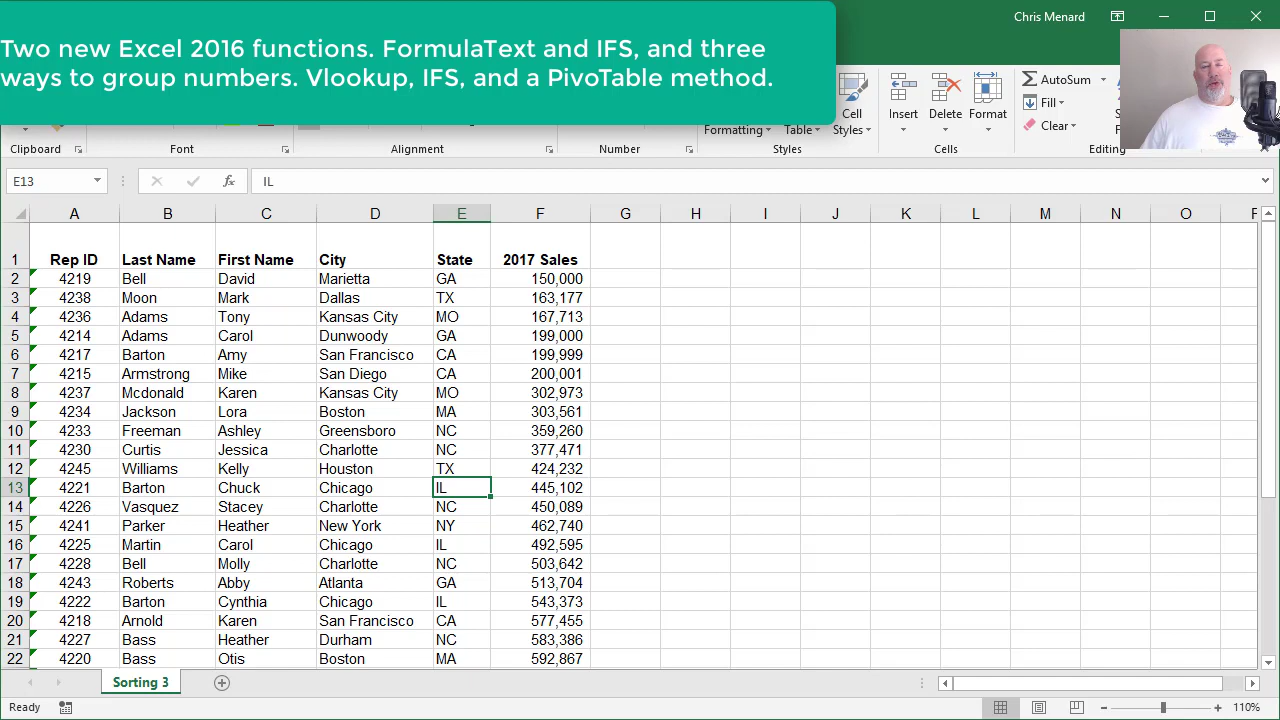 Chris Menard
Two new Excel 2016 functions. FormulaText and IFS, and three
ways to group numbers. Vlookup, IFS, and a PivoTable method.
Cell
Styles
Insert
Delete
Format
AutoSum
Fill
Clear
Formatting
Table
Clipboard
Font
Alignment
Number
Styles
Cells
Editing
E13
fx
IL
A B C D E F G H I J K L M N O
1 Rep ID Last Name First Name City State 2017 Sales
2 4219 Bell David Marietta GA 150,000
3 4238 Moon Mark Dallas TX 163,177
4 4236 Adams Tony Kansas City MO 167,713
5 4214 Adams Carol Dunwoody GA 199,000
6 4217 Barton Amy San Francisco CA 199,999
7 4215 Armstrong Mike San Diego CA 200,001
8 4237 Mcdonald Karen Kansas City MO 302,973
9 4234 Jackson Lora Boston MA 303,561
10 4233 Freeman Ashley Greensboro NC 359,260
11 4230 Curtis Jessica Charlotte NC 377,471
12 4245 Williams Kelly Houston TX 424,232
13 4221 Barton Chuck Chicago IL 445,102
14 4226 Vasquez Stacey Charlotte NC 450,089
15 4241 Parker Heather New York NY 462,740
16 4225 Martin Carol Chicago IL 492,595
17 4228 Bell Molly Charlotte NC 503,642
18 4243 Roberts Abby Atlanta GA 513,704
19 4222 Barton Cynthia Chicago IL 543,373
20 4218 Arnold Karen San Francisco CA 577,455
21 4227 Bass Heather Durham NC 583,386
22 4220 Bass Otis Boston MA 592,867
Sorting 3
Ready
110%